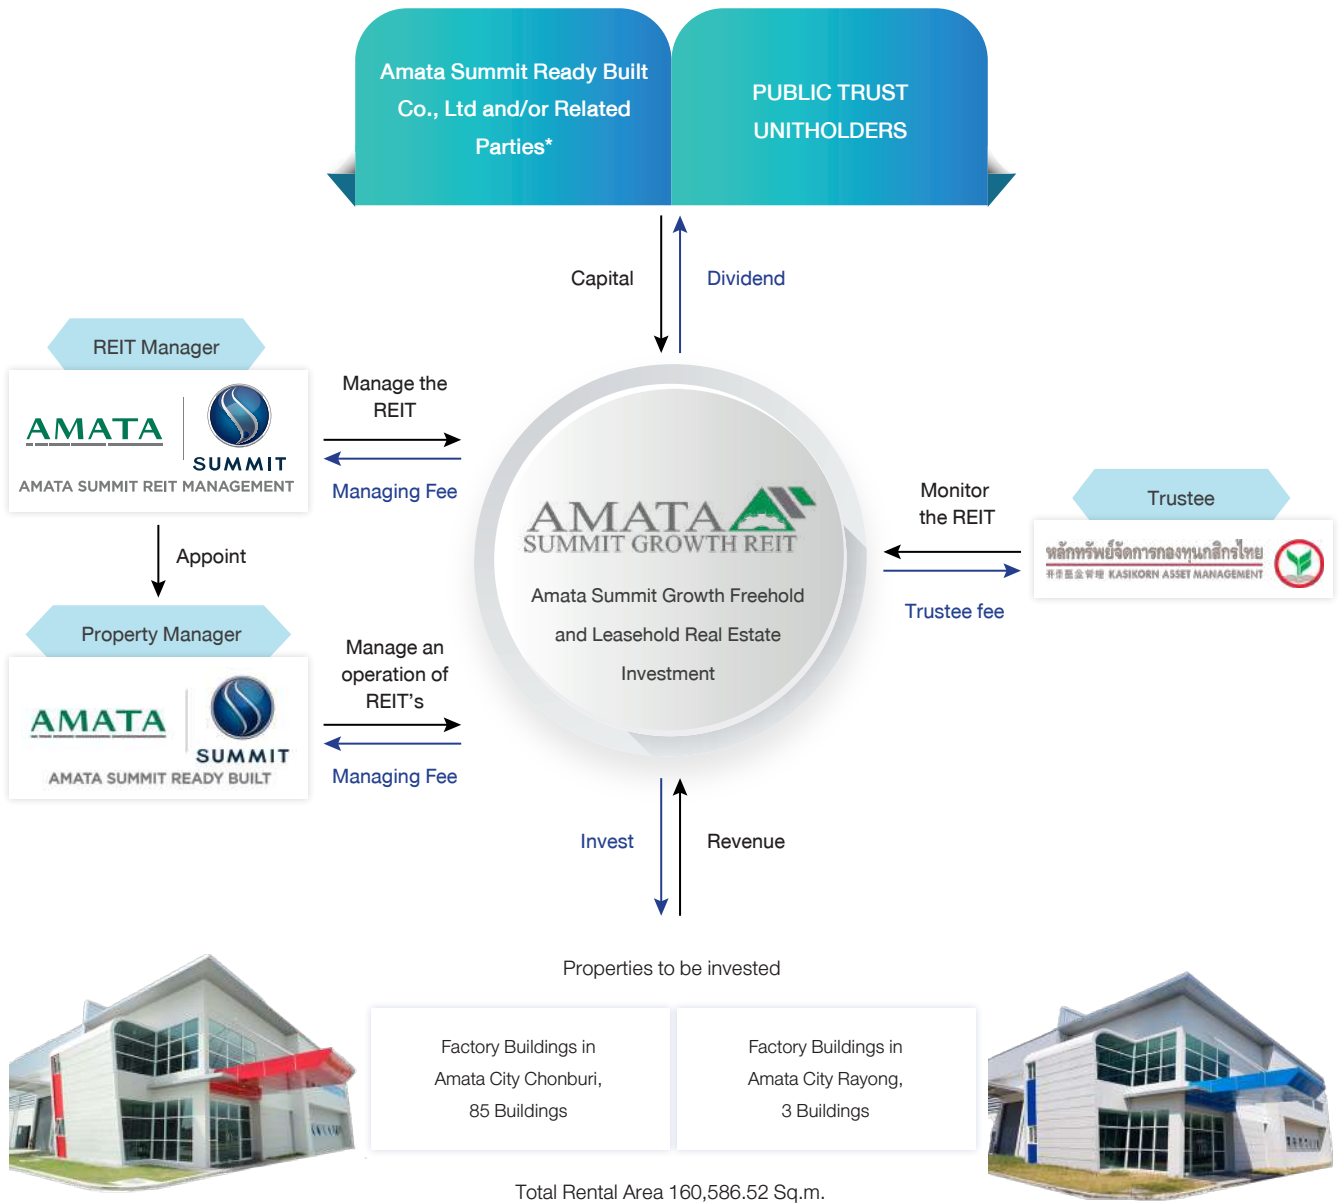 Amata Summit Ready Built
Co., Ltd and/or Related
Parties*
PUBLIC TRUST
UNITHOLDERS
Capital
Dividend
REIT Manager
AMATA
SUMMIT
AMATA SUMMIT REIT MANAGEMENT
Manage the
REIT
Managing Fee
Appoint
Property Manager
AMATA
SUMMIT
AMATA SUMMIT READY BUILT
Manage an
operation of
REIT's
Managing Fee
AMATA
SUMMIT GROWTH REIT
Amata Summit Growth Freehold
and Leasehold Real Estate
Investment
Monitor
the REIT
Trustee fee
Trustee
หลักทรัพย์จัดการกองทุนกสิกรไทย
KASIKORN ASSET MANAGEMENT
Invest
Revenue
Properties to be invested
Factory Buildings in
Amata City Chonburi,
85 Buildings
Factory Buildings in
Amata City Rayong,
3 Buildings
Total Rental Area 160,586.52 Sq.m.